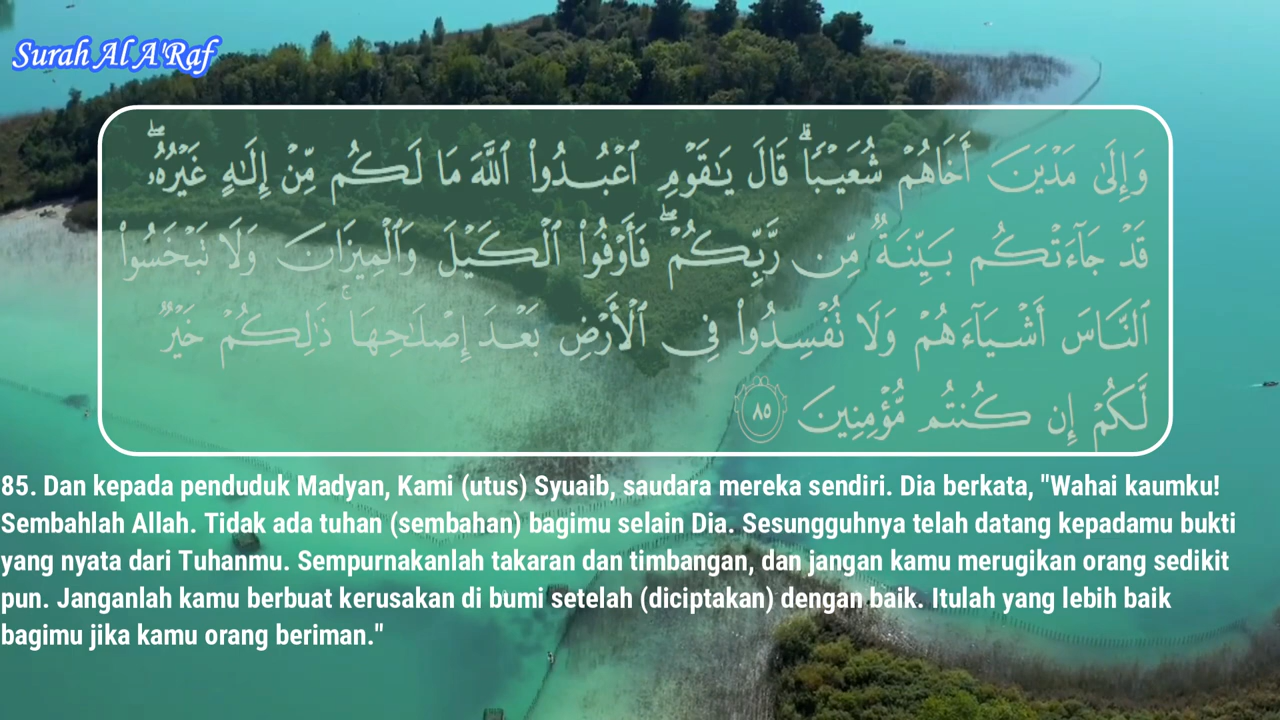 Surah Al A'Raf
وَإِلَىٰ مَدْيَنَ أَخَاهُمْ شُعَيْبًا ۗ قَالَ يَـٰقَوْمِ ٱعْبُدُوا۟ ٱللَّهَ مَا لَكُم مِّنْ إِلَـٰهٍ غَيْرُهُۥ ۖ
قَدْ جَآءَتْكُم بَيِّنَةٌ مِّن رَّبِّكُمْ ۖ فَأَوْفُوا۟ ٱلْكَيْلَ وَٱلْمِيزَانَ وَلَا تَبْخَسُوا۟
ٱلنَّاسَ أَشْيَآءَهُمْ وَلَا تُفْسِدُوا۟ فِى ٱلْأَرْضِ بَعْدَ إِصْلَـٰحِهَا ۚ ذَٰلِكُمْ خَيْرٌ
لَّكُمْ إِن كُنتُم مُّؤْمِنِينَ ٨٥
85. Dan kepada penduduk Madyan, Kami (utus) Syuaib, saudara mereka sendiri. Dia berkata, "Wahai kaumku!
Sembahlah Allah. Tidak ada tuhan (sembahan) bagimu selain Dia. Sesungguhnya telah datang kepadamu bukti
yang nyata dari Tuhanmu. Sempurnakanlah takaran dan timbangan, dan jangan kamu merugikan orang sedikit
pun. Janganlah kamu berbuat kerusakan di bumi setelah (diciptakan) dengan baik. Itulah yang lebih baik
bagimu jika kamu orang beriman."